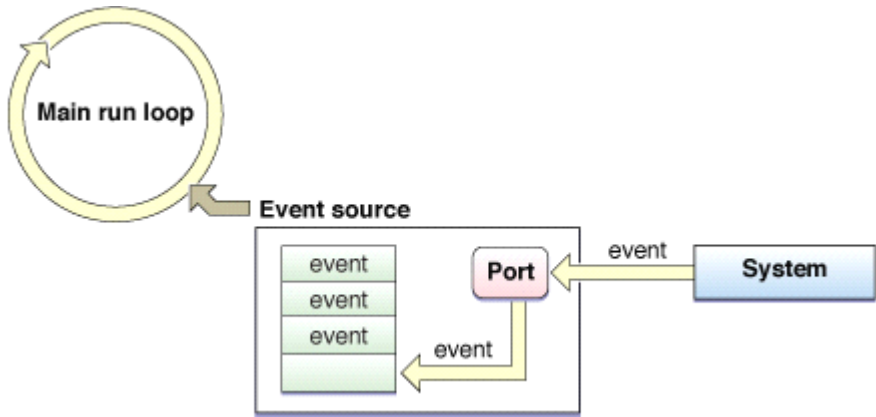 Main run loop
Event source
event
System
Port
event
event
event
event